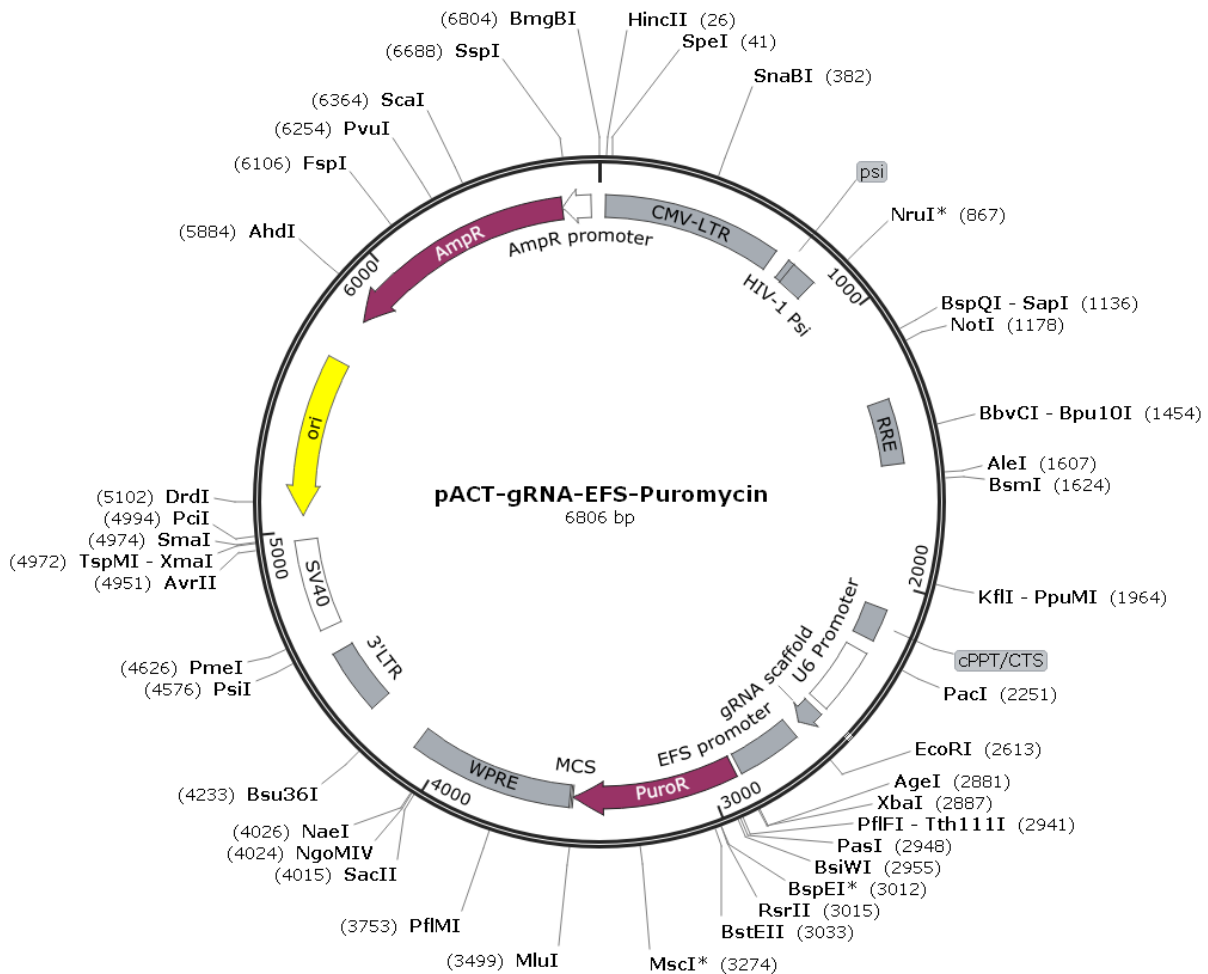 (6804) BmgBI
HincII (26)
(6688) SspI
SpeI (41)
SnaBI (382)
(6364) ScaI
(6254) PvuI
(6106) FspI
psi
NruI* (867)
(5884) AhdI
CMV-LTR
AmpR
AmpR promoter
HIV-1 Psi
6000
1000
BspQI - SapI (1136)
NotI (1178)
ori
RRE
BbvCI - Bpu10I (1454)
AleI (1607)
BsmI (1624)
pACT-gRNA-EFS-Puromycin
6806 bp
(5102) DrdI
(4994) PciI
(4974) SmaI
(4972) TspMI - XmaI
(4951) AvrII
5000
SV40
2000
KflI - PpuMI (1964)
cPPT/CTS
PacI (2251)
U6 Promoter
gRNA scaffold
EFS promoter
3'LTR
(4626) PmeI
(4576) PsiI
EcoRI (2613)
AgeI (2881)
XbaI (2887)
PflFI - Tth111I (2941)
PasI (2948)
BsiWI (2955)
BspEI* (3012)
RsrII (3015)
BstEII (3033)
MscI* (3274)
MCS
WPRE
PuroR
3000
4000
(4233) Bsu36I
(4026) NaeI
(4024) NgoMIV
(4015) SacII
(3753) PflMI
(3499) MluI